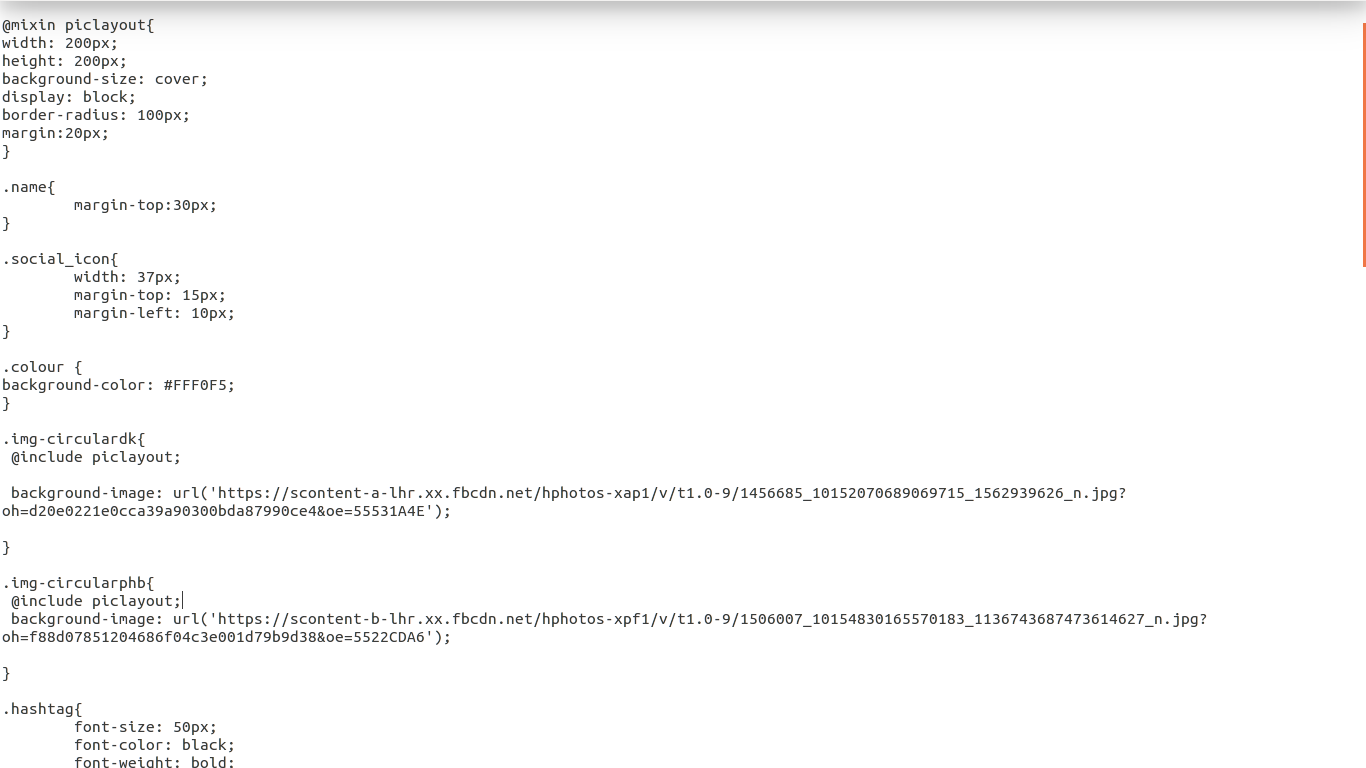 @mixin piclayout{
width: 200px;
height: 200px;
background-size: cover;
display: block;
border-radius: 100px;
margin:20px;
}
.name{
margin-top:30px;
}
.social_icon{
width: 37px;
margin-top: 15px;
margin-left: 10px;
}
.colour {
background-color: #FFF0F5;
}
.img-circulardk{
@include piclayout;
background-image: url('https://scontent-a-lhr.xx.fbcdn.net/hphotos-xap1/v/t1.0-9/1456685_10152070689069715_1562939626_n.jpg?
oh=d20e0221e0cca39a90300bda87990ce4&oe=55531A4E');
}
.img-circularphb{
@include piclayout;
background-image: url('https://scontent-b-lhr.xx.fbcdn.net/hphotos-xpf1/v/t1.0-9/1506007_10154830165570183_1136743687473614627_n.jpg?
oh=f88d07851204686f04c3e001d79b9d38&oe=5522CDA6');
}
.hashtag{
font-size: 50px;
font-color: black;
font-weight: bold;